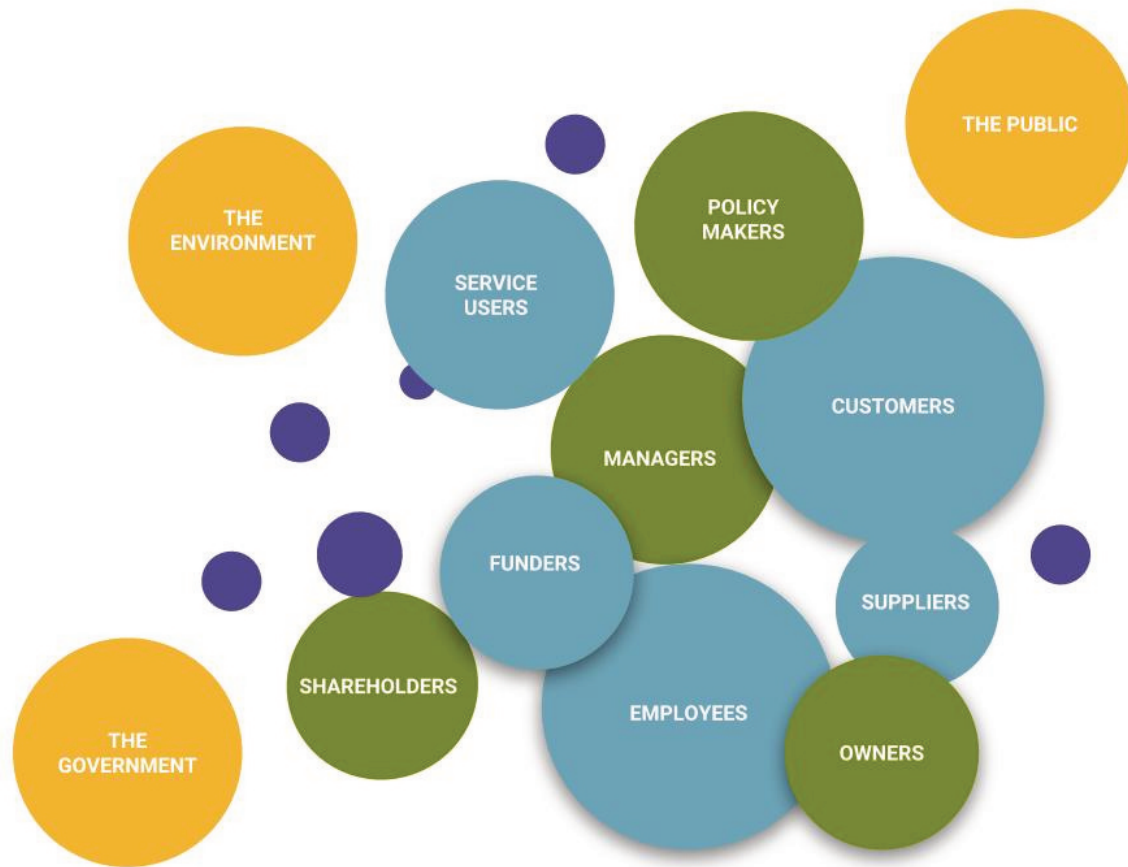 THE PUBLIC
THE
ENVIRONMENT
POLICY
MAKERS
SERVICE
USERS
CUSTOMERS
MANAGERS
FUNDERS
SUPPLIERS
SHAREHOLDERS
EMPLOYEES
THE
GOVERNMENT
OWNERS